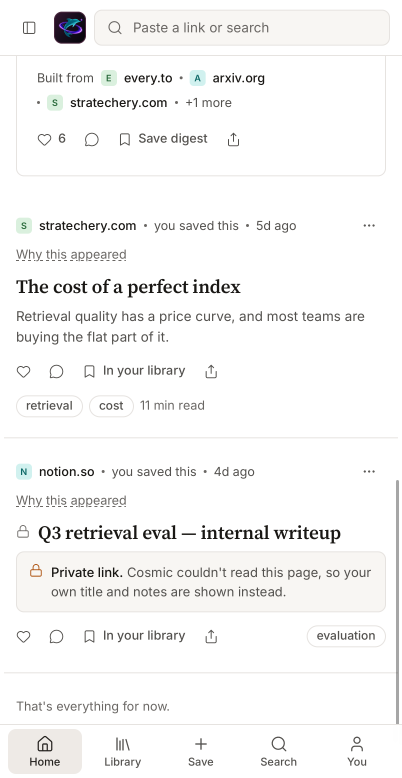 Paste a link or search
Built from E every.to • A arxiv.org
• S stratechery.com • +1 more
6 Save digest
S stratechery.com • you saved this • 5d ago
Why this appeared
The cost of a perfect index
Retrieval quality has a price curve, and most teams are
buying the flat part of it.
In your library
retrieval cost 11 min read
N notion.so • you saved this • 4d ago
Why this appeared
Q3 retrieval eval — internal writeup
Private link. Cosmic couldn't read this page, so your
own title and notes are shown instead.
In your library evaluation
That's everything for now.
Home Library Save Search You